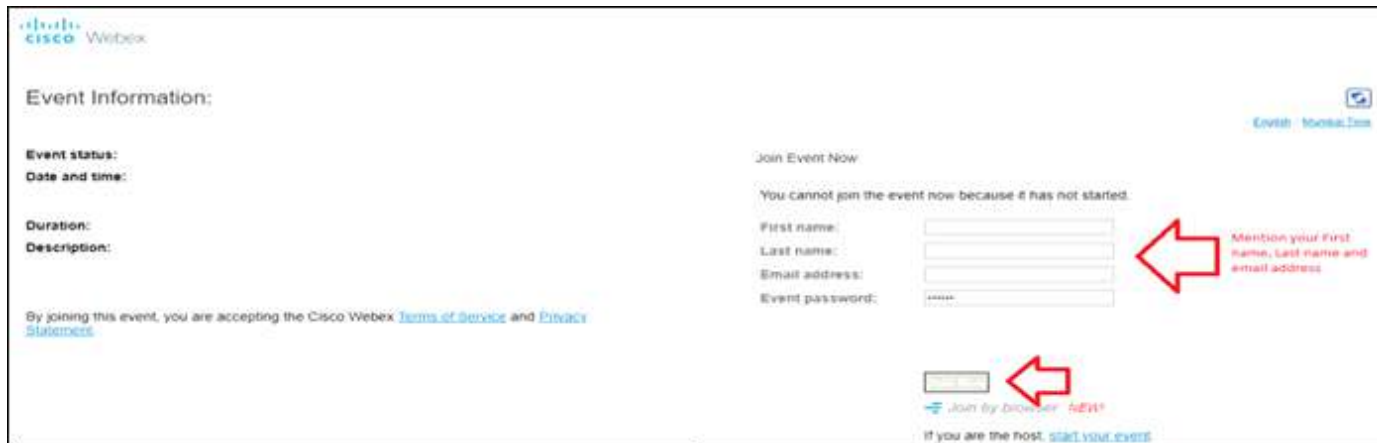 CISCO Webex
Event Information:
English Mumbai Time
Event status:
Date and time:
Duration:
Description:
By joining this event, you are accepting the Cisco Webex Terms of Service and Privacy
Statement
Join Event Now
You cannot join the event now because it has not started.
First name:
Last name:
Email address:
Event password:
Mention your First
name, Last name and
email address
Join by browser NEW!
If you are the host, start your event